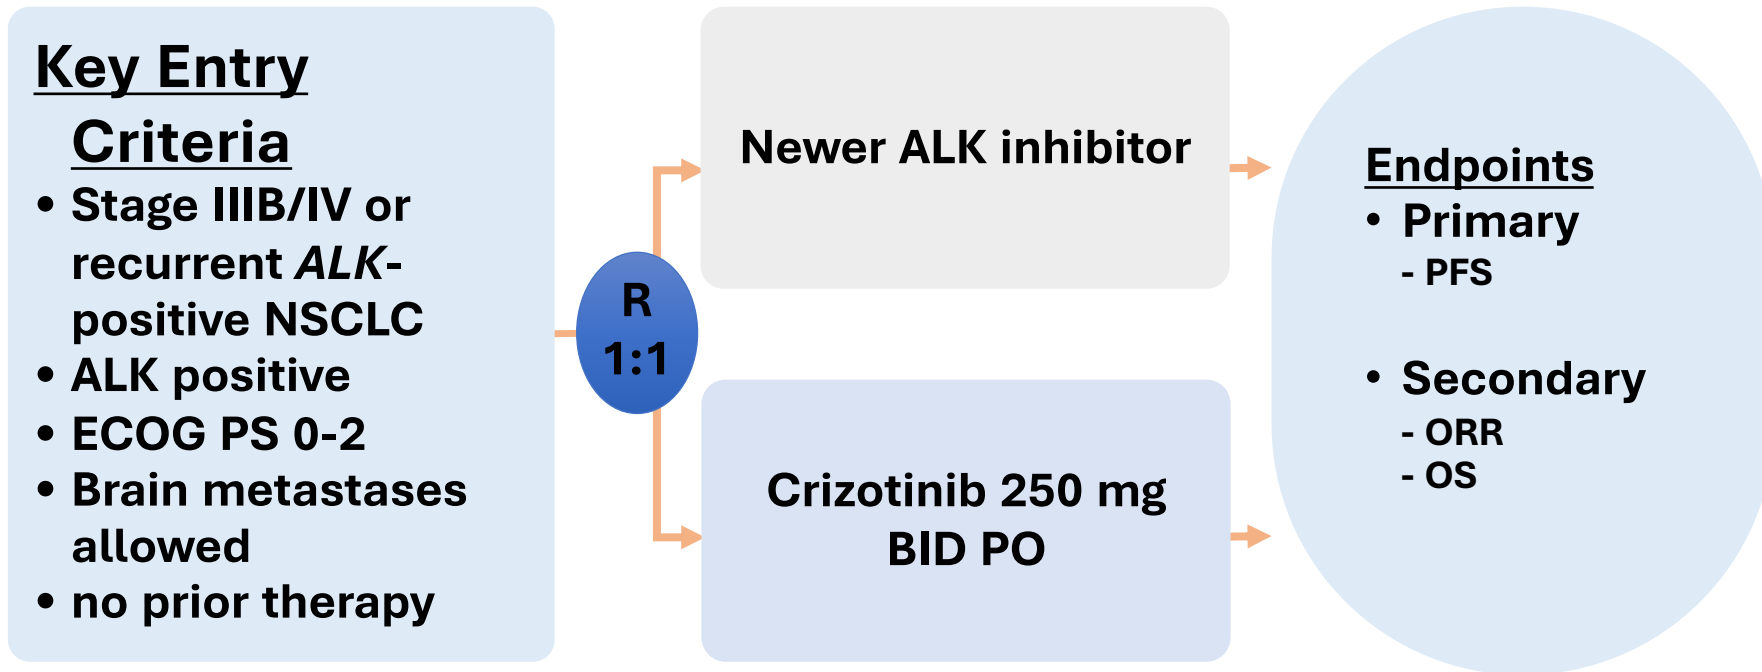 Key Entry
Criteria
• Stage IIIB/IV or
recurrent ALK-
positive NSCLC
• ALK positive
• ECOG PS 0-2
• Brain metastases
allowed
• no prior therapy
R
1:1
Newer ALK inhibitor
Crizotinib 250 mg
BID PO
Endpoints
• Primary
- PFS
• Secondary
- ORR
- OS